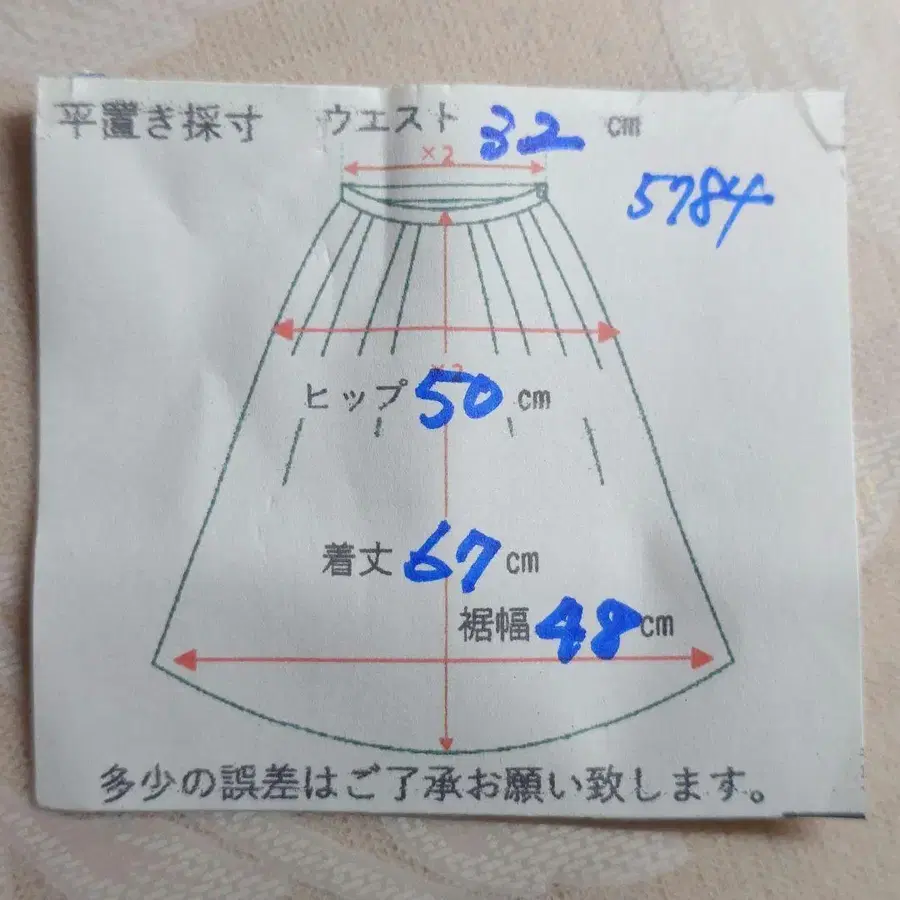 平置き採寸 ウエスト 32 cm
×2
5784
×2
ヒップ 50 cm
着丈 67 cm
裾幅 48 cm
多少の誤差はご了承お願い致します。